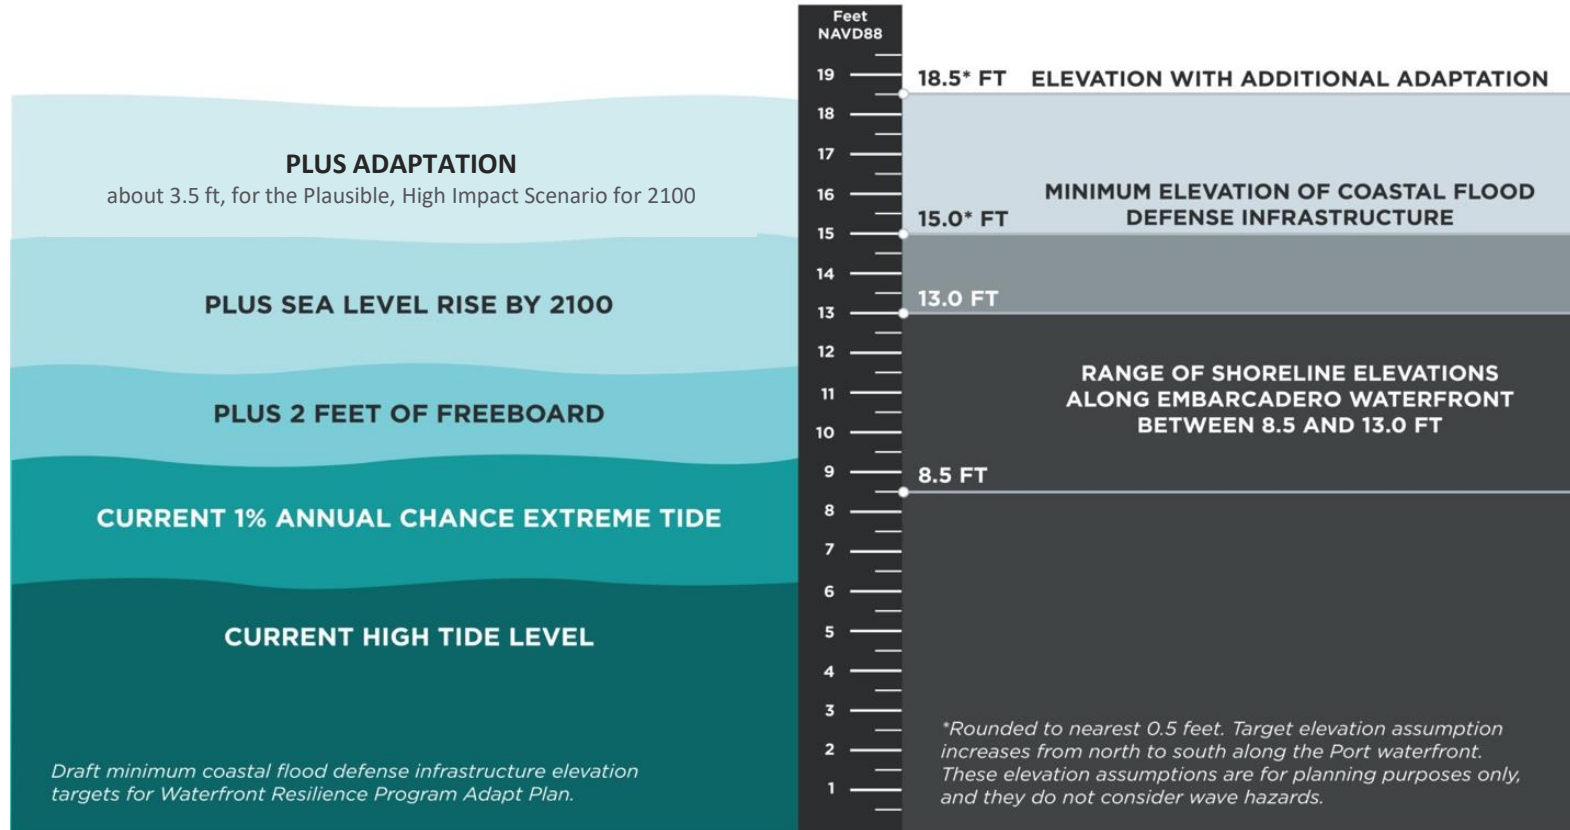 PLUS ADAPTATION
about 3.5 ft, for the Plausible, High Impact Scenario for 2100
PLUS SEA LEVEL RISE BY 2100
PLUS 2 FEET OF FREEBOARD
CURRENT 1% ANNUAL CHANCE EXTREME TIDE
CURRENT HIGH TIDE LEVEL
Draft minimum coastal flood defense infrastructure elevation
targets for Waterfront Resilience Program Adapt Plan.
Feet
NAVD88
19
18
17
16
15
14
13
12
11
10
9
8
7
6
5
4
3
2
1
18.5* FT ELEVATION WITH ADDITIONAL ADAPTATION
MINIMUM ELEVATION OF COASTAL FLOOD
DEFENSE INFRASTRUCTURE
15.0* FT
13.0 FT
RANGE OF SHORELINE ELEVATIONS
ALONG EMBARCADERO WATERFRONT
BETWEEN 8.5 AND 13.0 FT
8.5 FT
*Rounded to nearest 0.5 feet. Target elevation assumption
increases from north to south along the Port waterfront.
These elevation assumptions are for planning purposes only,
and they do not consider wave hazards.